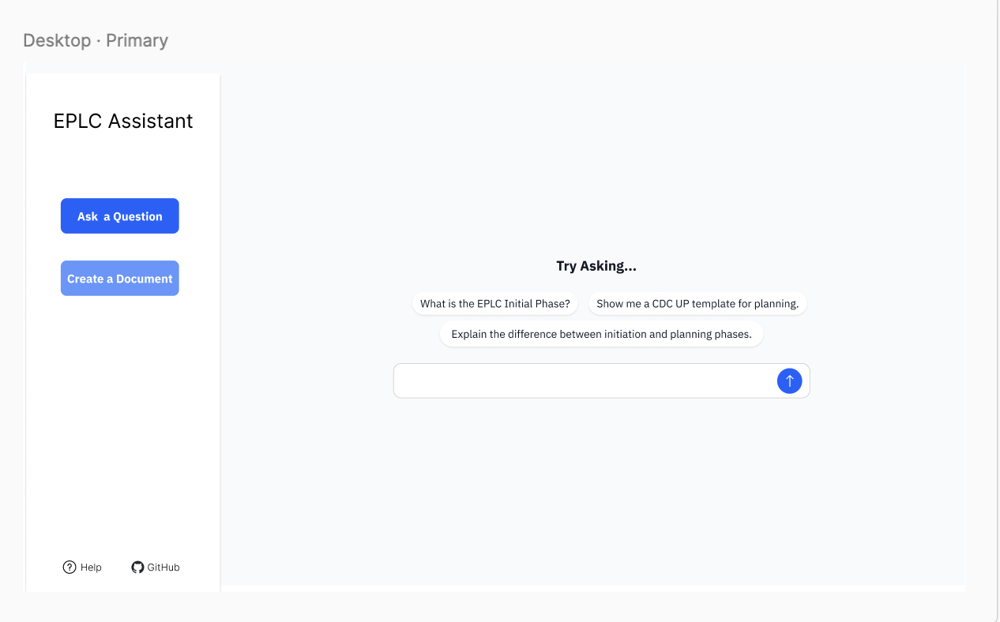 Desktop · Primary
EPLC Assistant
Ask a Question
Create a Document
Try Asking...
What is the EPLC Initial Phase?
Show me a CDC UP template for planning.
Explain the difference between initiation and planning phases.
Help
GitHub